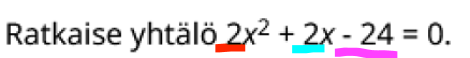 Ratkaise yhtälö 2x² + 2x - 24 = 0.